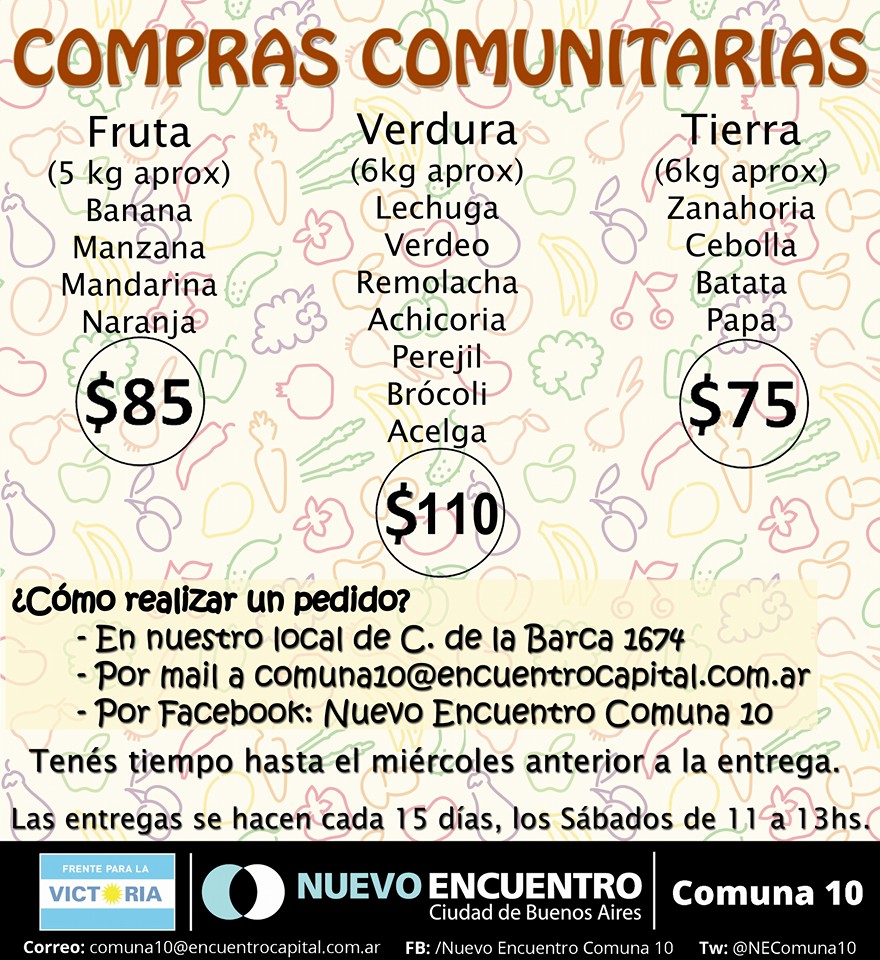 COMPRAS COMUNITARIAS
Fruta
(5 kg aprox)
Banana
Manzana
Mandarina
Naranja
$85
Verdura
(6kg aprox)
Lechuga
Verdeo
Remolacha
Achicoria
Perejil
Brócoli
Acelga
$110
Tierra
(6kg aprox)
Zanahoria
Cebolla
Batata
Papa
$75
¿Cómo realizar un pedido?
- En nuestro local de C. de la Barca 1674
- Por mail a comuna10@encuentrocapital.com.ar
- Por Facebook: Nuevo Encuentro Comuna 10
Tenés tiempo hasta el miércoles anterior a la entrega.
Las entregas se hacen cada 15 días, los Sábados de 11 a 13hs.
FRENTE PARA LA
VICTORIA
NUEVO ENCUENTRO
Ciudad de Buenos Aires
Comuna 10
Correo: comuna10@encuentrocapital.com.ar FB: /Nuevo Encuentro Comuna 10 Tw: @NEComuna10